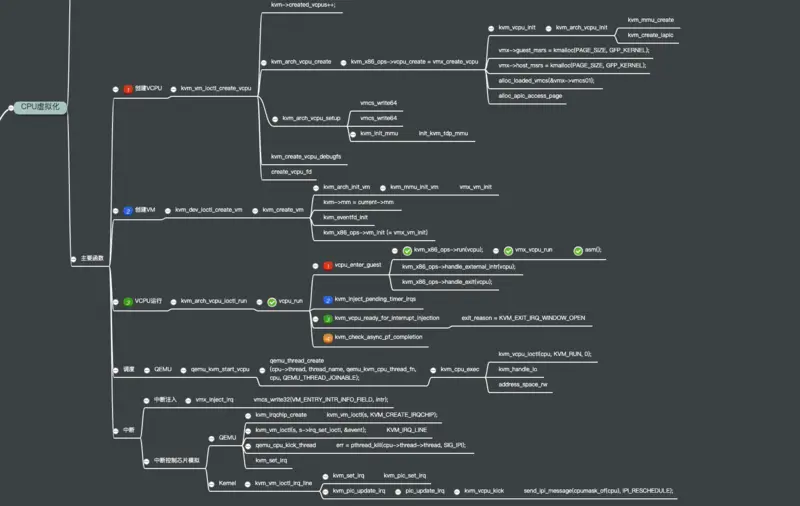 CPU虚拟化
主要函数
1 创建VCPU
kvm_vm_ioctl_create_vcpu
kvm->created_vcpus++;
kvm_arch_vcpu_create
kvm_x86_ops->vcpu_create = vmx_create_vcpu
kvm_vcpu_init
kvm_arch_vcpu_init
kvm_mmu_create
kvm_create_lapic
vmx->guest_msrs = kmalloc(PAGE_SIZE, GFP_KERNEL);
vmx->host_msrs = kmalloc(PAGE_SIZE, GFP_KERNEL);
alloc_loaded_vmcs(&vmx->vmcs01);
alloc_apic_access_page
kvm_arch_vcpu_setup
vmcs_write64
vmcs_write64
kvm_init_mmu
init_kvm_tdp_mmu
kvm_create_vcpu_debugfs
create_vcpu_fd
2 创建VM
kvm_dev_ioctl_create_vm
kvm_create_vm
kvm_arch_init_vm
kvm_mmu_init_vm
vmx_vm_init
kvm->mm = current->mm
kvm_eventfd_init
kvm_x86_ops->vm_init (= vmx_vm_init)
3 VCPU运行
kvm_arch_vcpu_ioctl_run
vcpu_run
1 vcpu_enter_guest
kvm_x86_ops->run(vcpu);
vmx_vcpu_run
asm();
kvm_x86_ops->handle_external_intr(vcpu);
kvm_x86_ops->handle_exit(vcpu);
2 kvm_inject_pending_timer_irqs
3 kvm_vcpu_ready_for_interrupt_injection
exit_reason = KVM_EXIT_IRQ_WINDOW_OPEN
kvm_check_async_pf_completion
调度
QEMU
qemu_kvm_start_vcpu
qemu_thread_create
(cpu->thread, thread_name, qemu_kvm_cpu_thread_fn,
cpu, QEMU_THREAD_JOINABLE);
kvm_cpu_exec
kvm_vcpu_ioctl(cpu, KVM_RUN, 0);
kvm_handle_io
address_space_rw
中断
中断注入
vmx_inject_irq
vmcs_write32(VM_ENTRY_INTR_INFO_FIELD, intr);
中断控制芯片模拟
QEMU
kvm_irqchip_create
kvm_vm_ioctl(s, KVM_CREATE_IRQCHIP);
kvm_vm_ioctl(s, s->irq_set_ioctl, &event);
KVM_IRQ_LINE
qemu_cpu_kick_thread
err = pthread_kill(cpu->thread->thread, SIG_IPI);
kvm_set_irq
Kernel
kvm_vm_ioctl_irq_line
kvm_set_irq
kvm_pic_set_irq
kvm_pic_update_irq
pic_update_irq
kvm_vcpu_kick
send_ipi_message(cpumask_of(cpu), IPI_RESCHEDULE);